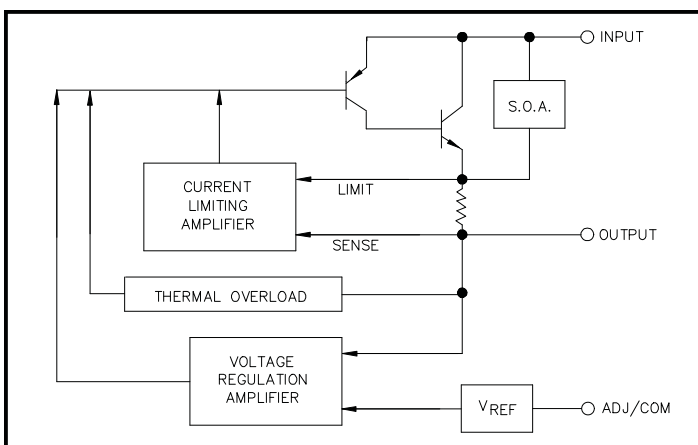 INPUT
S.O.A.
CURRENT
LIMITING
AMPLIFIER
LIMIT
SENSE
OUTPUT
THERMAL OVERLOAD
VOLTAGE
REGULATION
AMPLIFIER
VREF
ADJ/COM